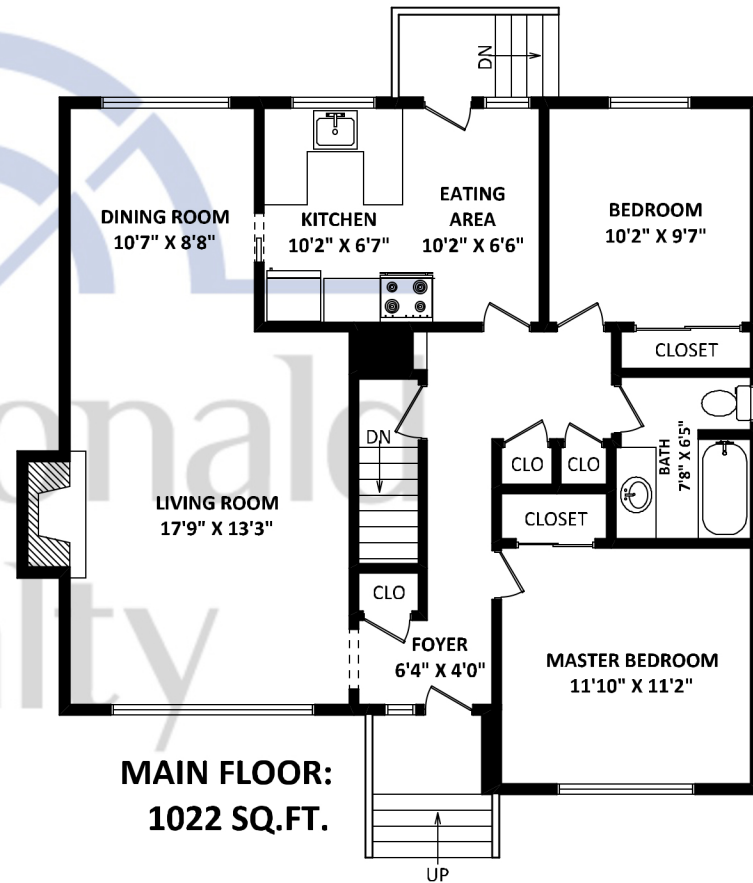 DN
DINING ROOM
10'7" X 8'8"
KITCHEN
10'2" X 6'7"
EATING
AREA
10'2" X 6'6"
BEDROOM
10'2" X 9'7"
CLOSET
DN
CLO
CLO
BATH
7'8" X 6'5"
LIVING ROOM
17'9" X 13'3"
CLOSET
CLO
FOYER
6'4" X 4'0"
MASTER BEDROOM
11'10" X 11'2"
MAIN FLOOR:
1022 SQ.FT.
UP
onald
lty